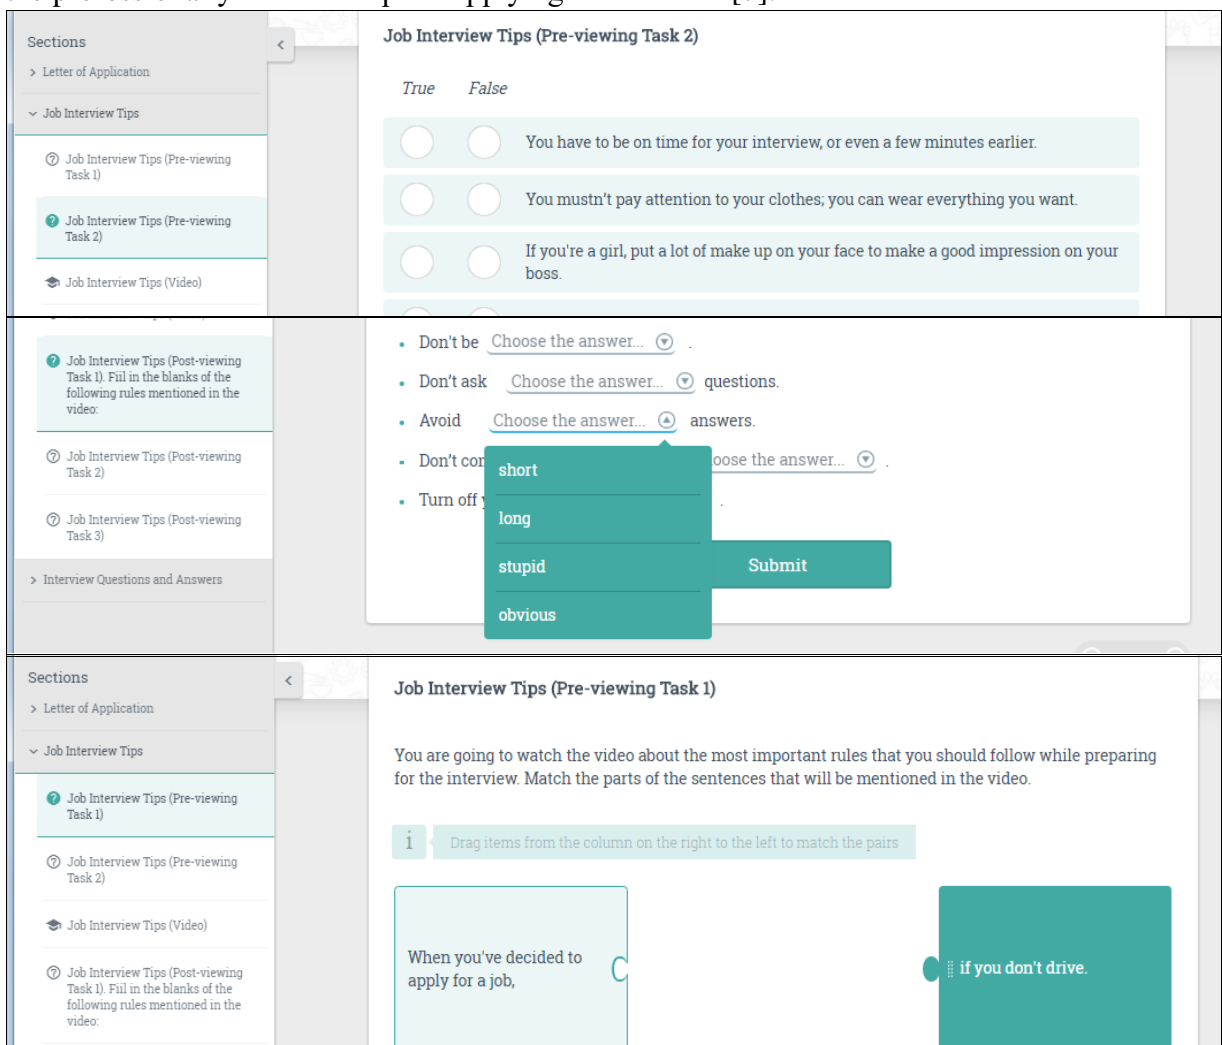 Sections
Letter of Application
Job Interview Tips
Job Interview Tips (Pre-viewing
Task 1)
Job Interview Tips (Pre-viewing
Task 2)
Job Interview Tips (Video)
Job Interview Tips (Pre-viewing Task 2)
True False
You have to be on time for your interview, or even a few minutes earlier.
You mustn't pay attention to your clothes; you can wear everything you want.
If you're a girl, put a lot of make up on your face to make a good impression on your
boss.
Job Interview Tips (Post-viewing
Task 1). Fiil in the blanks of the
following rules mentioned in the
video:
Job Interview Tips (Post-viewing
Task 2)
Job Interview Tips (Post-viewing
Task 3)
Interview Questions and Answers
• Don't be Choose the answer... .
• Don't ask Choose the answer... questions.
• Avoid Choose the answer... answers.
• Don't con oose the answer... .
• Turn off .
short
long
stupid
obvious
Submit
Sections
Letter of Application
Job Interview Tips
Job Interview Tips (Pre-viewing
Task 1)
Job Interview Tips (Pre-viewing
Task 2)
Job Interview Tips (Video)
Job Interview Tips (Post-viewing
Task 1). Fiil in the blanks of the
following rules mentioned in the
video:
Job Interview Tips (Pre-viewing Task 1)
You are going to watch the video about the most important rules that you should follow while preparing
for the interview. Match the parts of the sentences that will be mentioned in the video.
i Drag items from the column on the right to the left to match the pairs
When you've decided to
apply for a job,
if you don't drive.